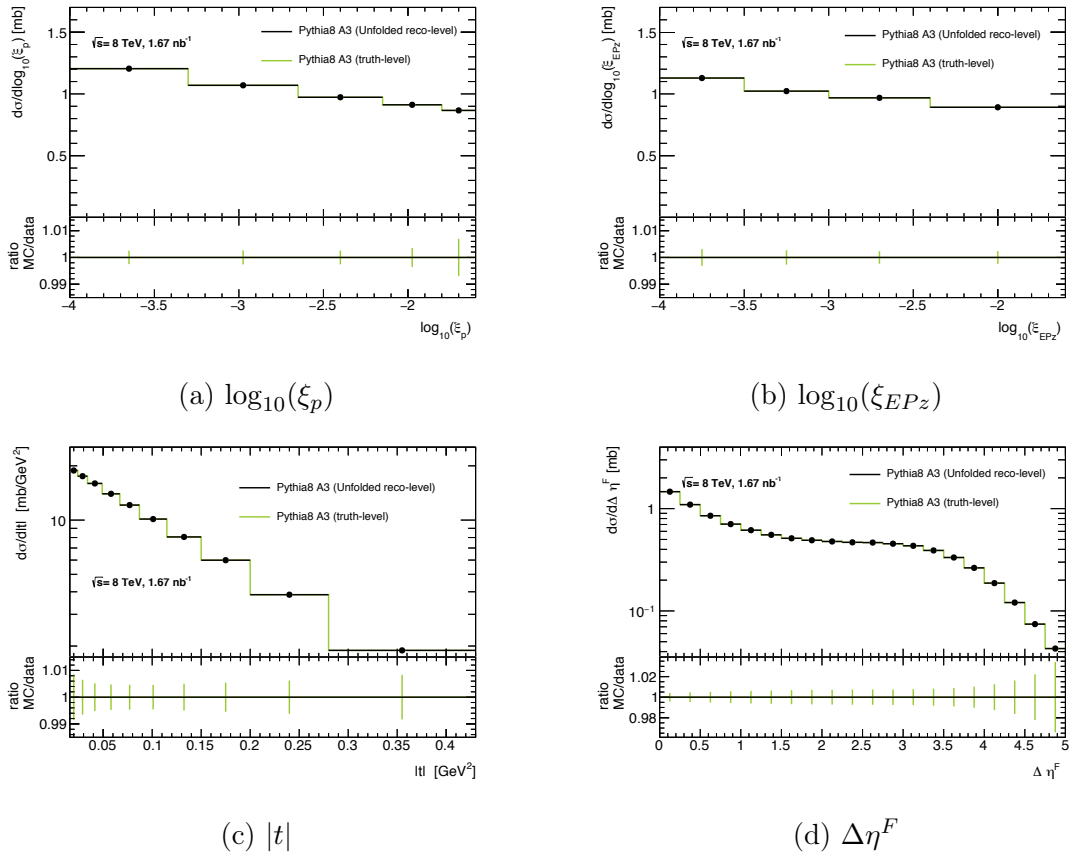 dσ/dlog₁₀(ξₚ) [mb]
1.5
1
0.5
√s= 8 TeV, 1.67 nb⁻¹
Pythia8 A3 (Unfolded reco-level)
Pythia8 A3 (truth-level)
ratio
MC/data
1.01
1
0.99
-4 -3.5 -3 -2.5 -2
log₁₀(ξₚ)
(a) log₁₀(ξₚ)
dσ/dlog₁₀(ξ_EPz) [mb]
1.5
1
0.5
√s= 8 TeV, 1.67 nb⁻¹
Pythia8 A3 (Unfolded reco-level)
Pythia8 A3 (truth-level)
ratio
MC/data
1.01
1
0.99
-4 -3.5 -3 -2.5 -2
log₁₀(ξ_EPz)
(b) log₁₀(ξ_EPz)
dσ/d|t| [mb/GeV²]
10
Pythia8 A3 (Unfolded reco-level)
Pythia8 A3 (truth-level)
√s= 8 TeV, 1.67 nb⁻¹
ratio
MC/data
1.01
1
0.99
0.05 0.1 0.15 0.2 0.25 0.3 0.35 0.4
|t| [GeV²]
(c) |t|
dσ/dΔ η^F [mb]
1
10⁻¹
√s= 8 TeV, 1.67 nb⁻¹
Pythia8 A3 (Unfolded reco-level)
Pythia8 A3 (truth-level)
ratio
MC/data
1.02
1
0.98
0 0.5 1 1.5 2 2.5 3 3.5 4 4.5 5
Δ η^F
(d) Δη^F